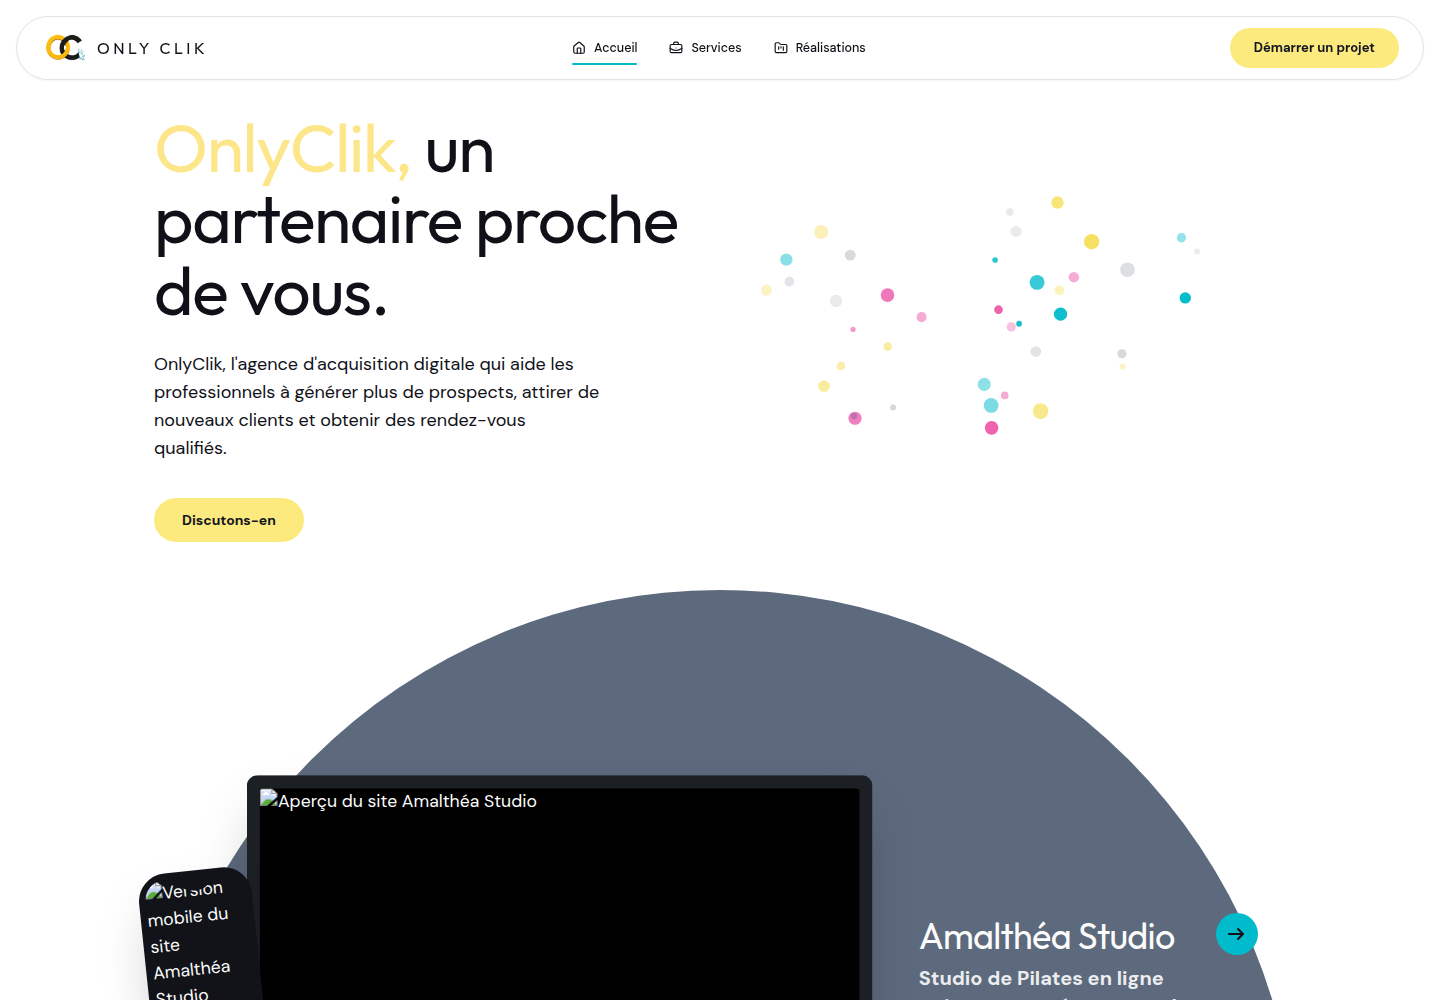 ONLY CLIK
Accueil
Services
Réalisations
Démarrer un projet
OnlyClik, un
partenaire proche
de vous.
OnlyClik, l'agence d'acquisition digitale qui aide les
professionnels à générer plus de prospects, attirer de
nouveaux clients et obtenir des rendez-vous
qualifiés.
Discutons-en
Aperçu du site Amalthéa Studio
Version
mobile du
site
Amalthéa
Studio
Amalthéa Studio
Studio de Pilates en ligne